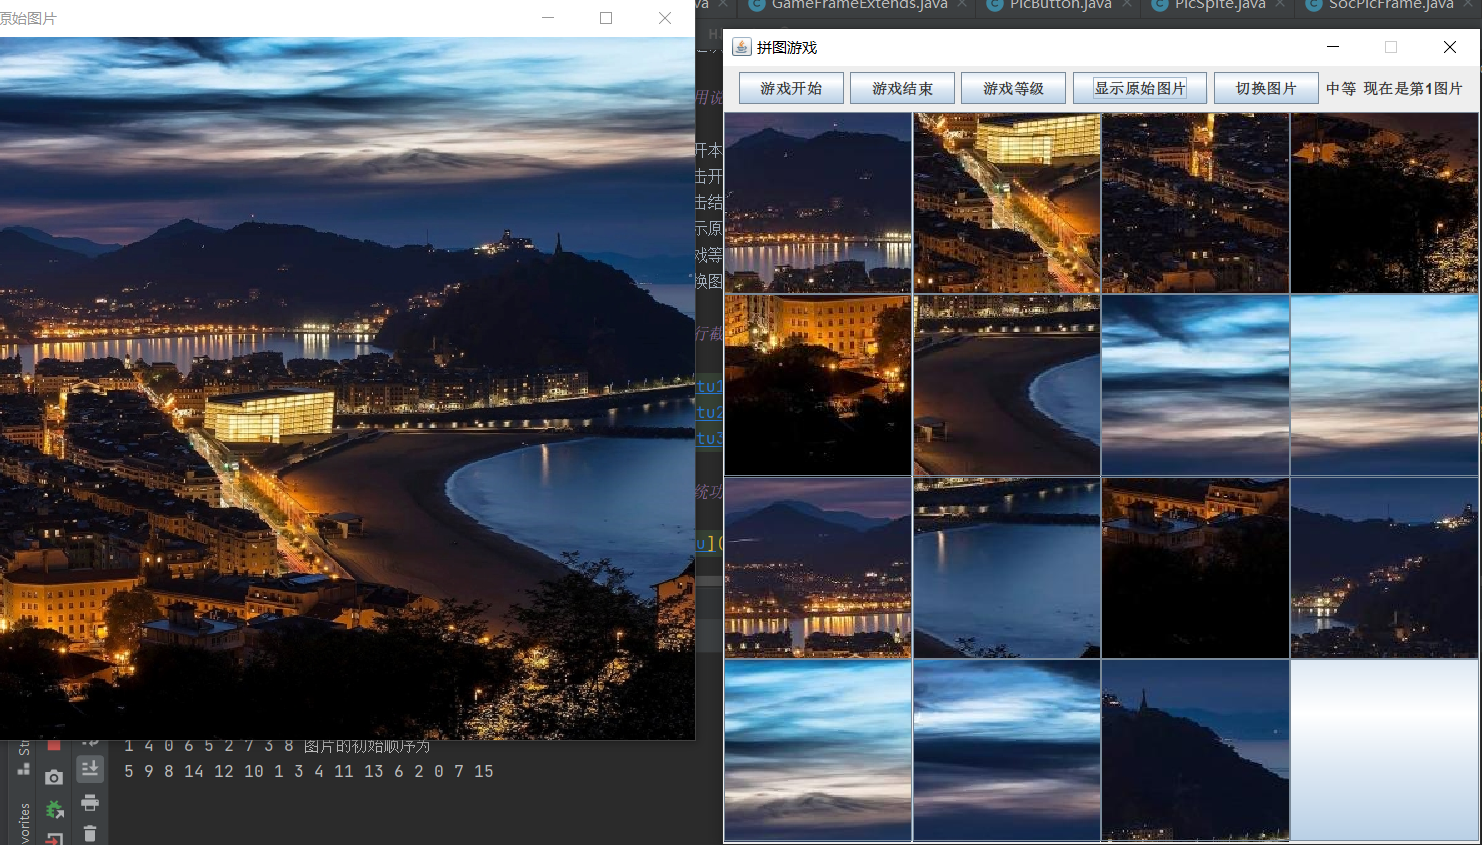 原始图片
GameFrameExtends.java
PicButton.java
PicSpite.java
SocPicFrame.java
拼图游戏
游戏开始 游戏结束 游戏等级 显示原始图片 切换图片 中等 现在是第1图片
用说
开本
击开
击结
示原
戏等
换图
行截
tu1
tu2
tu3
统功
u](
1 4 0 6 5 2 7 3 8 图片的初始顺序为
5 9 8 14 12 10 1 3 4 11 13 6 2 0 7 15
Str
vorites